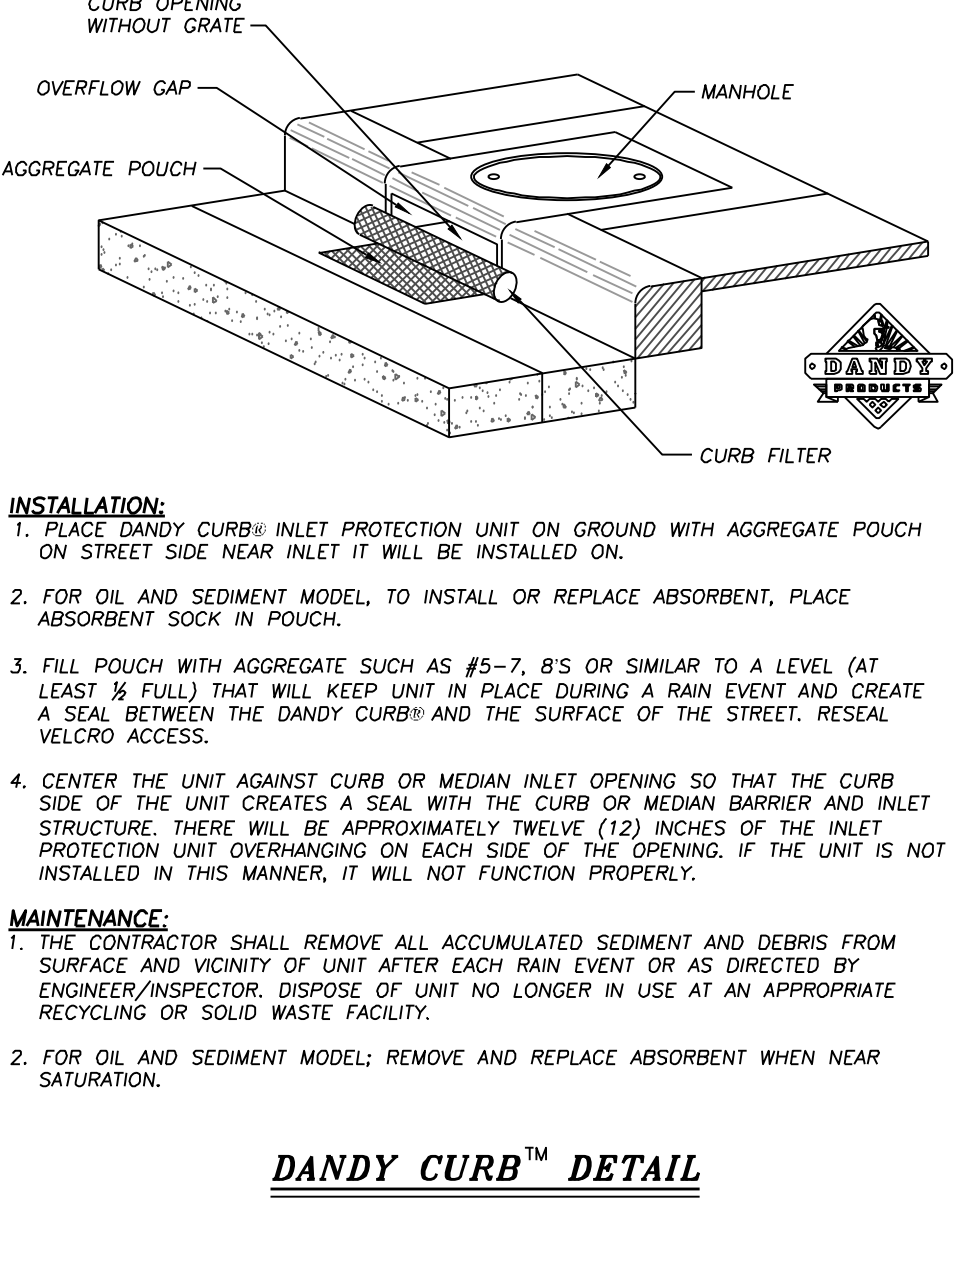 CURB OPENING
WITHOUT GRATE
OVERFLOW GAP
MANHOLE
AGGREGATE POUCH
DANDY
PRODUCTS
CURB FILTER
INSTALLATION:
1. PLACE DANDY CURB® INLET PROTECTION UNIT ON GROUND WITH AGGREGATE POUCH
ON STREET SIDE NEAR INLET IT WILL BE INSTALLED ON.
2. FOR OIL AND SEDIMENT MODEL, TO INSTALL OR REPLACE ABSORBENT, PLACE
ABSORBENT SOCK IN POUCH.
3. FILL POUCH WITH AGGREGATE SUCH AS #5-7, 8'S OR SIMILAR TO A LEVEL (AT
LEAST ½ FULL) THAT WILL KEEP UNIT IN PLACE DURING A RAIN EVENT AND CREATE
A SEAL BETWEEN THE DANDY CURB® AND THE SURFACE OF THE STREET. RESEAL
VELCRO ACCESS.
4. CENTER THE UNIT AGAINST CURB OR MEDIAN INLET OPENING SO THAT THE CURB
SIDE OF THE UNIT CREATES A SEAL WITH THE CURB OR MEDIAN BARRIER AND INLET
STRUCTURE. THERE WILL BE APPROXIMATELY TWELVE (12) INCHES OF THE INLET
PROTECTION UNIT OVERHANGING ON EACH SIDE OF THE OPENING. IF THE UNIT IS NOT
INSTALLED IN THIS MANNER, IT WILL NOT FUNCTION PROPERLY.
MAINTENANCE:
1. THE CONTRACTOR SHALL REMOVE ALL ACCUMULATED SEDIMENT AND DEBRIS FROM
SURFACE AND VICINITY OF UNIT AFTER EACH RAIN EVENT OR AS DIRECTED BY
ENGINEER/INSPECTOR. DISPOSE OF UNIT NO LONGER IN USE AT AN APPROPRIATE
RECYCLING OR SOLID WASTE FACILITY.
2. FOR OIL AND SEDIMENT MODEL; REMOVE AND REPLACE ABSORBENT WHEN NEAR
SATURATION.
DANDY CURB™ DETAIL